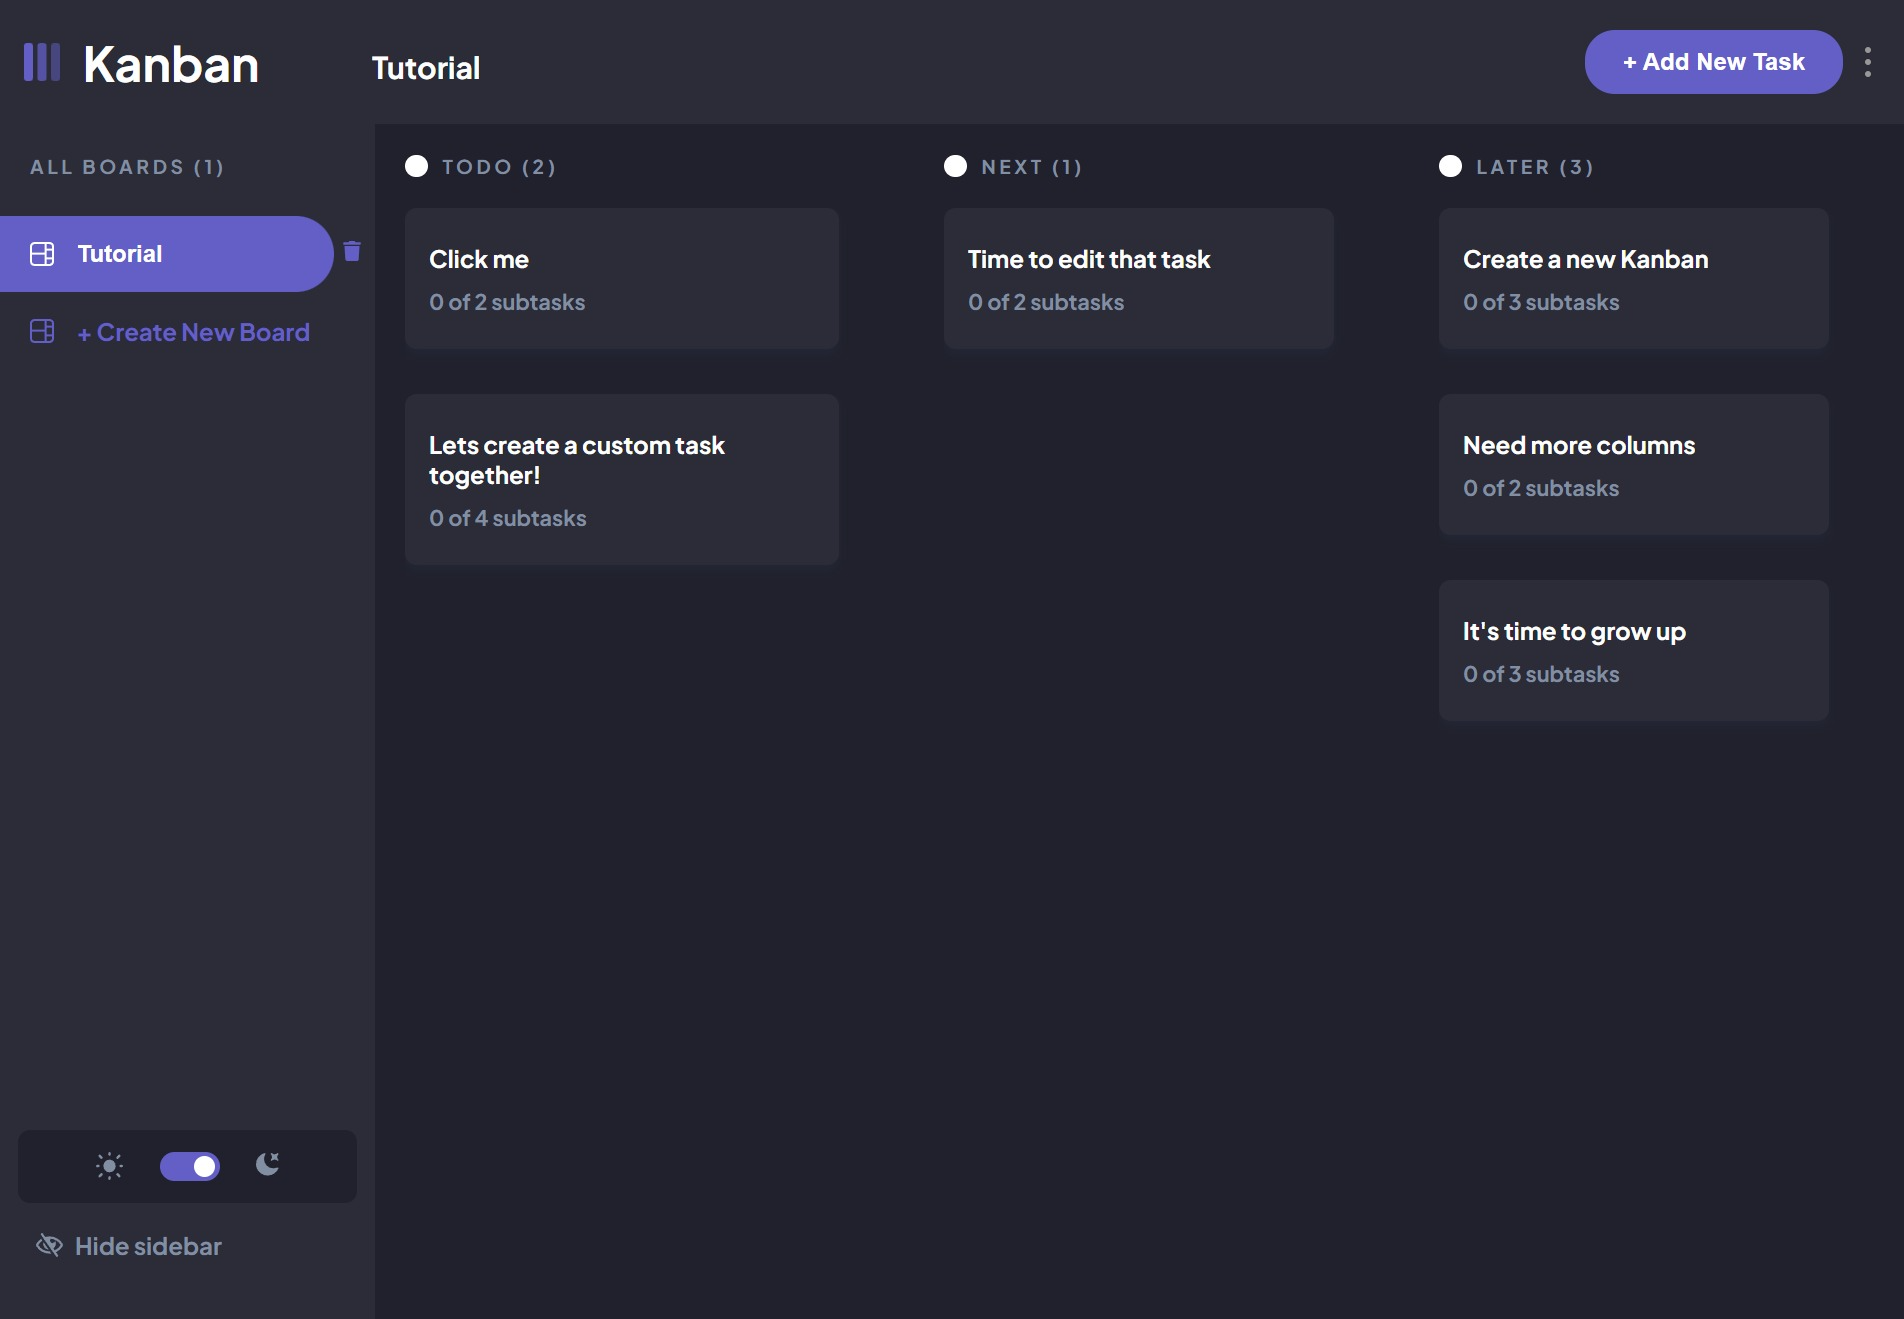 Kanban
Tutorial
+ Add New Task
ALL BOARDS (1)
Tutorial
+ Create New Board
TODO (2)
Click me
0 of 2 subtasks
Lets create a custom task
together!
0 of 4 subtasks
NEXT (1)
Time to edit that task
0 of 2 subtasks
LATER (3)
Create a new Kanban
0 of 3 subtasks
Need more columns
0 of 2 subtasks
It's time to grow up
0 of 3 subtasks
Hide sidebar